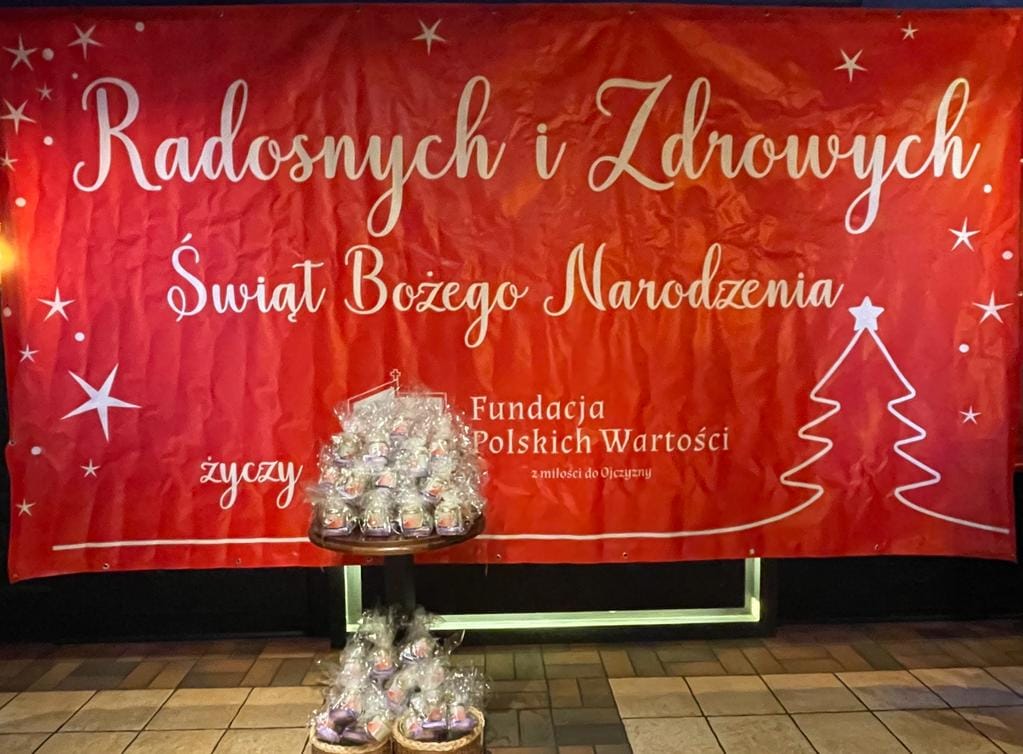 Radosnych i Zdrowych
Świąt Bożego Narodzenia
życzy
Fundacja
Polskich Wartości
z miłości do Ojczyzny